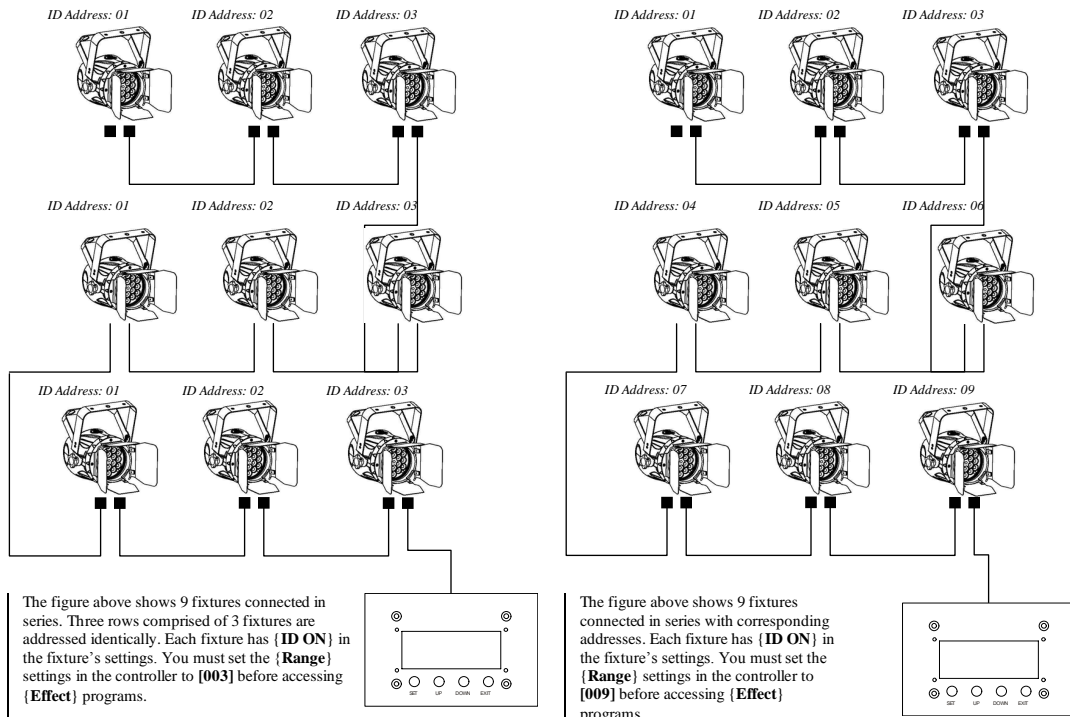 ID Address: 01 ID Address: 02 ID Address: 03
ID Address: 01 ID Address: 02 ID Address: 03
ID Address: 01 ID Address: 02 ID Address: 03
The figure above shows 9 fixtures connected in
series. Three rows comprised of 3 fixtures are
addressed identically. Each fixture has {ID ON} in
the fixture's settings. You must set the {Range}
settings in the controller to [003] before accessing
{Effect} programs.
SET UP DOWN EXIT
ID Address: 01 ID Address: 02 ID Address: 03
ID Address: 04 ID Address: 05 ID Address: 06
ID Address: 07 ID Address: 08 ID Address: 09
The figure above shows 9 fixtures
connected in series with corresponding
addresses. Each fixture has {ID ON} in
the fixture's settings. You must set the
{Range} settings in the controller to
[009] before accessing {Effect}
programs
SET UP DOWN EXIT